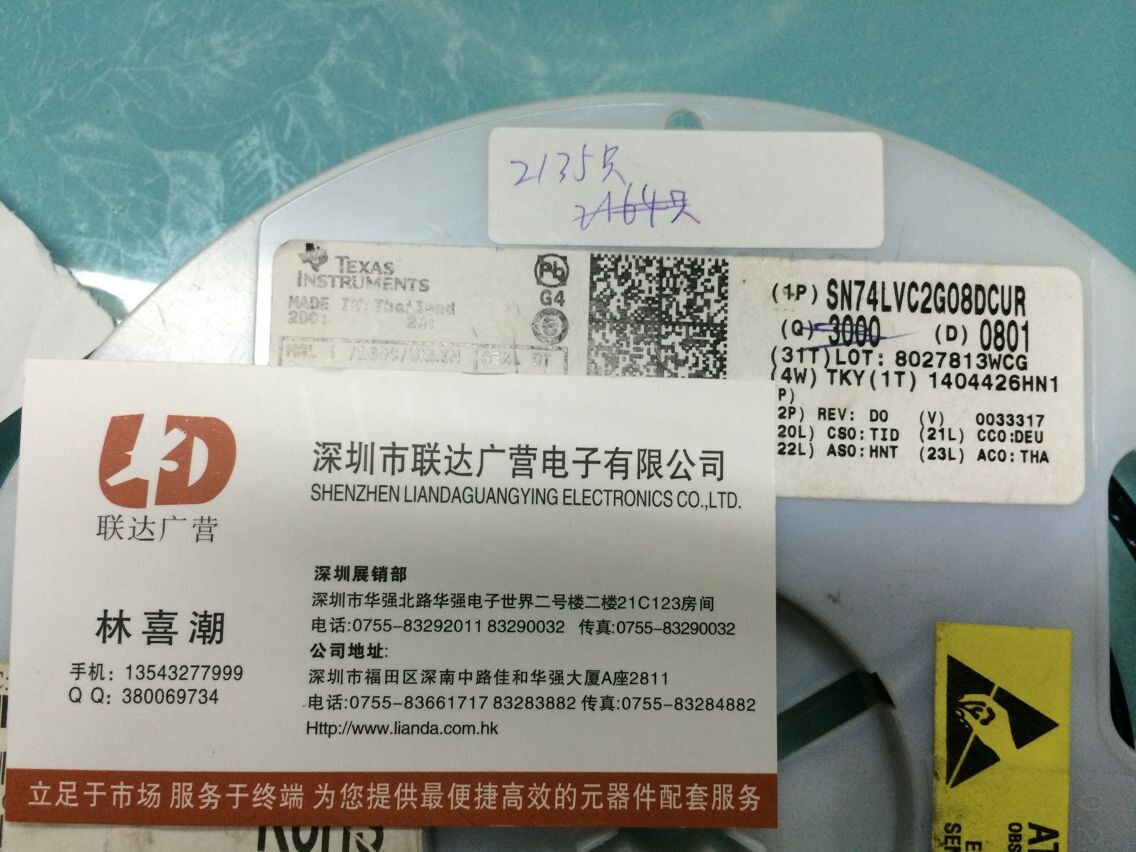 2135只
2164只
TEXAS
INSTRUMENTS
MADE IN: Thailand
2DC:
Pb
G4
(1P) SN74LVC2G08DCUR
(Q) 3000 (D) 0801
(31T)LOT: 8027813WCG
(4W) TKY(1T) 1404426HN1
P)
2P) REV: DO (V) 0033317
20L) CSO:TID (21L) CCO:DEU
22L) ASO:HNT (23L) ACO:THA
LD
联达广营
深圳市联达广营电子有限公司
SHENZHEN LIANDAGUANGYING ELECTRONICS CO.,LTD.
林喜潮
手机：13543277999
Q Q：380069734
深圳展销部
深圳市华强北路华强电子世界二号楼二楼21C123房间
电话:0755-83292011 83290032 传真:0755-83290032
公司地址:
深圳市福田区深南中路佳和华强大厦A座2811
电话:0755-83661717 83283882 传真:0755-83284882
Http://www.lianda.com.hk
立足于市场 服务于终端 为您提供最便捷高效的元器件配套服务
RoHS